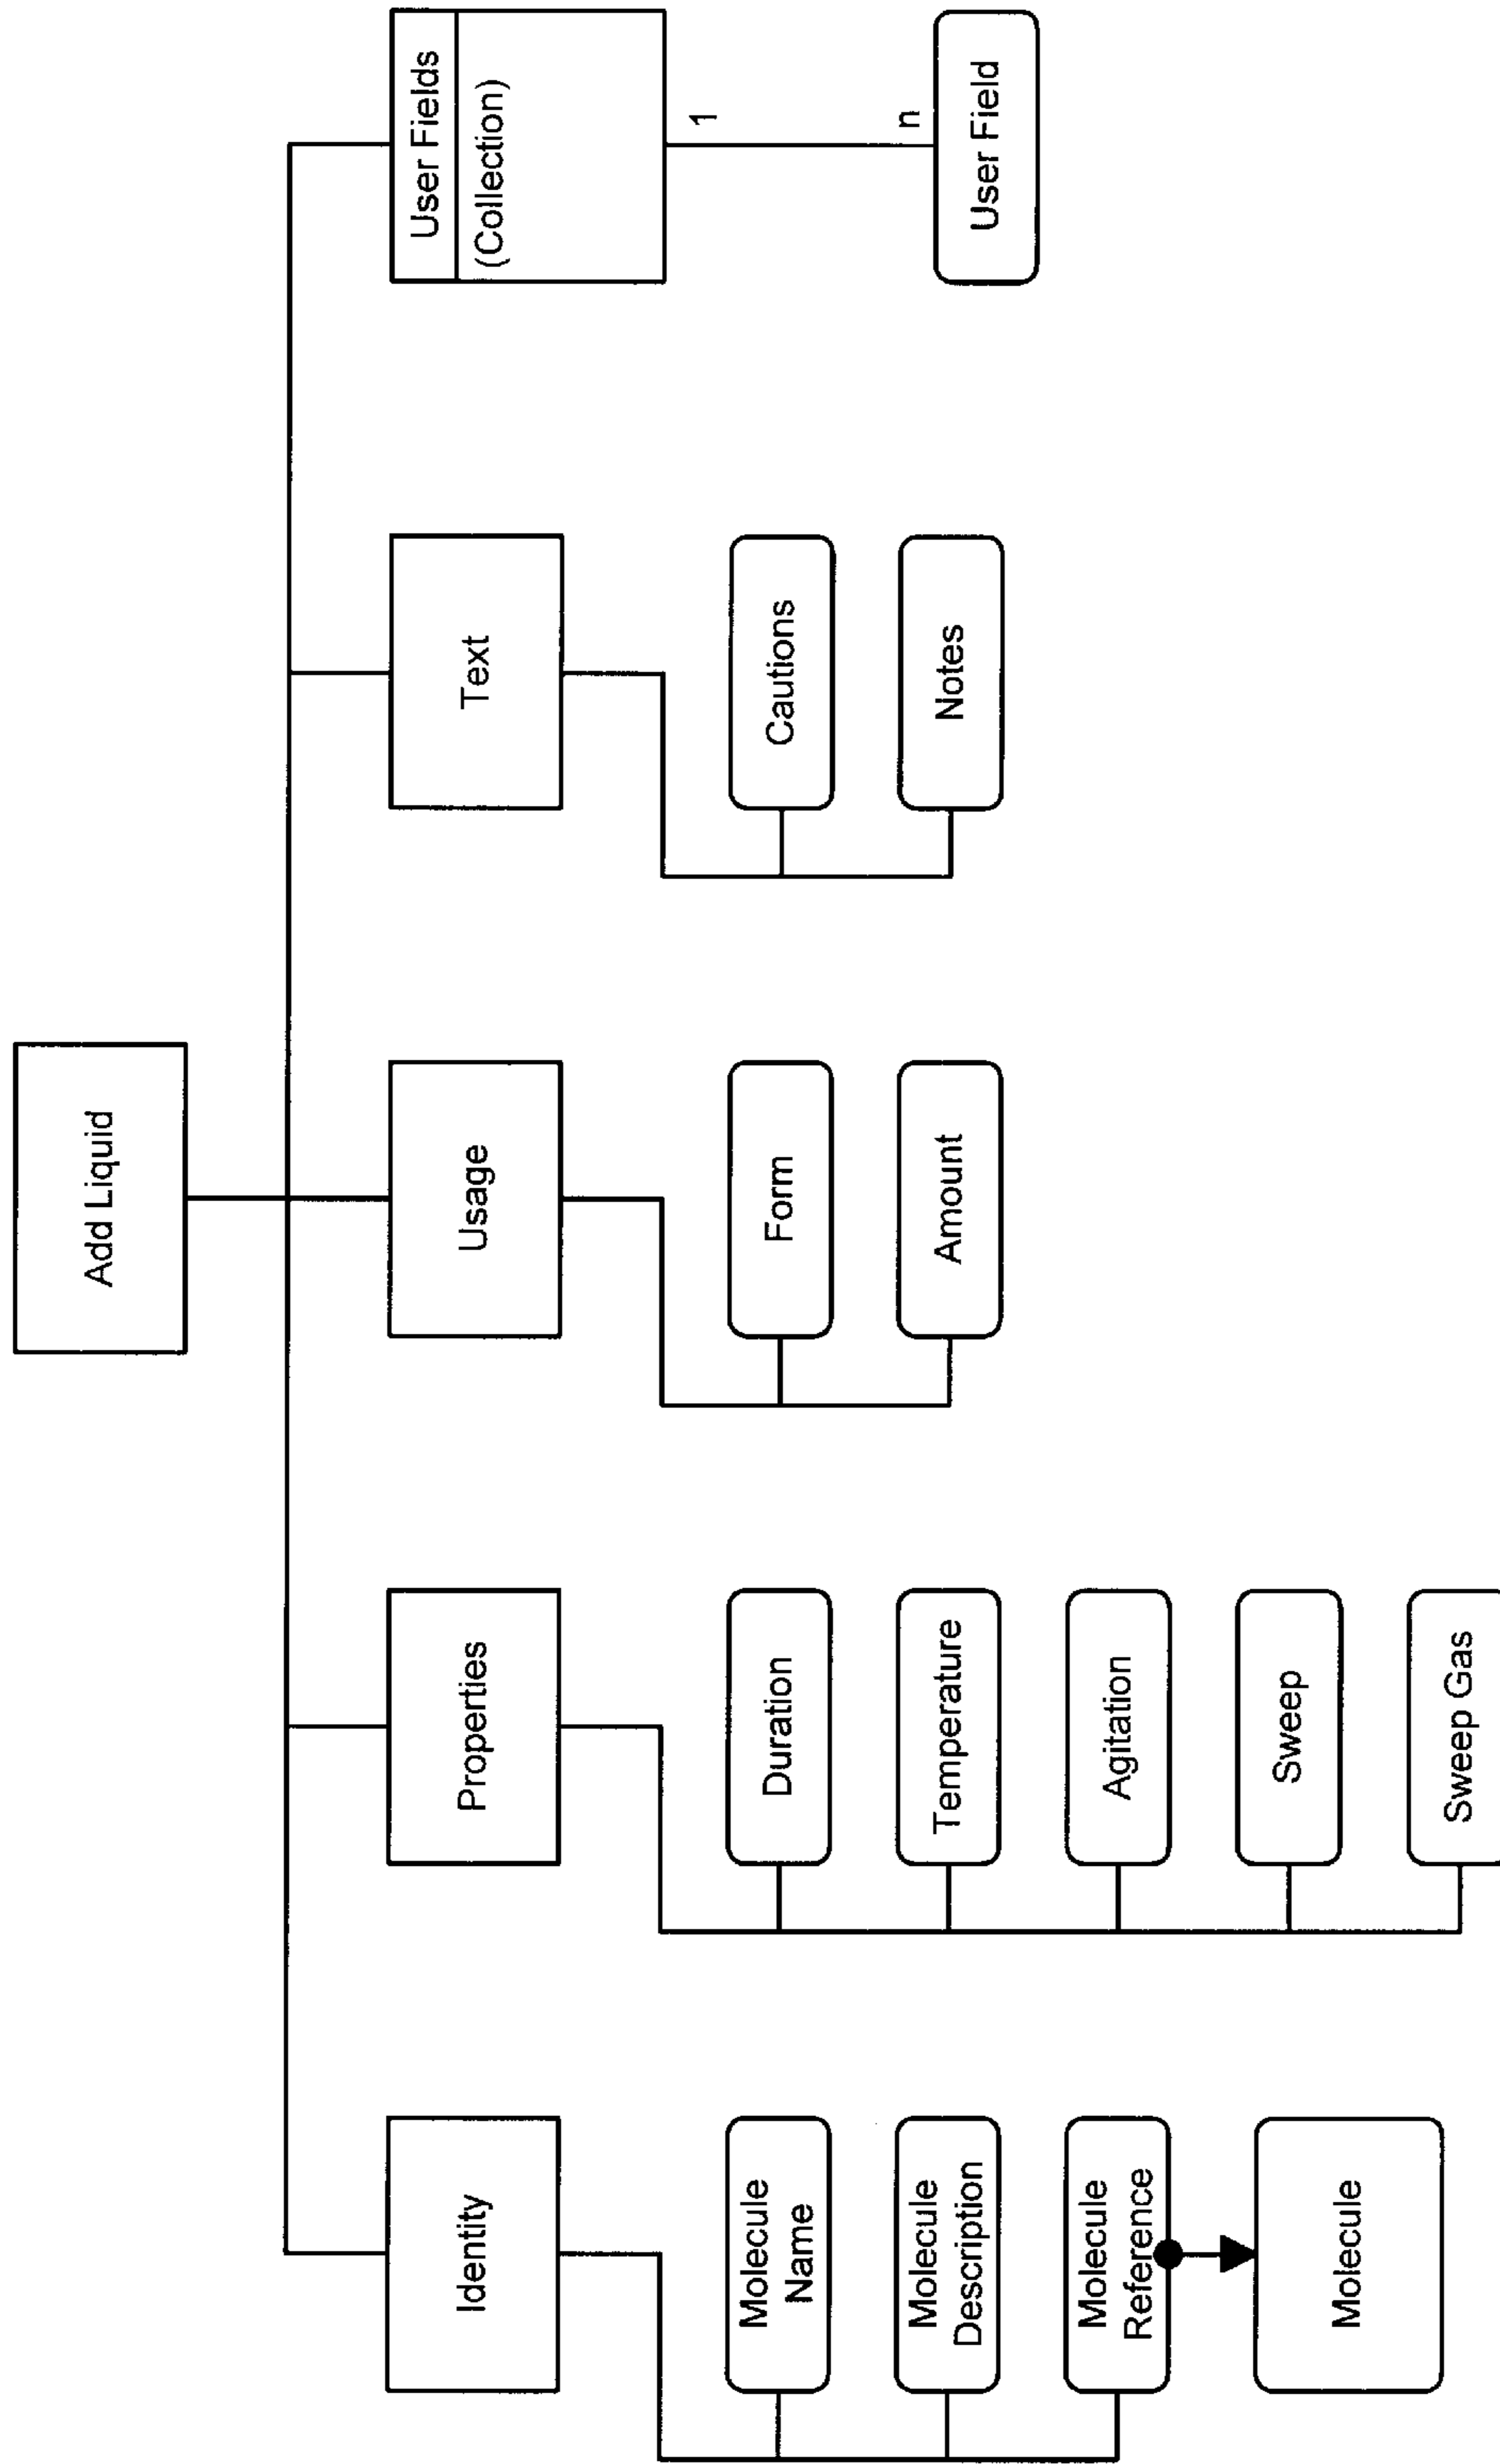 Add Liquid
Identity
Properties
Usage
Text
User Fields
(Collection)
Molecule
Name
Molecule
Description
Molecule
Reference
Molecule
Duration
Temperature
Agitation
Sweep
Sweep Gas
Form
Amount
Cautions
Notes
1
n
User Field